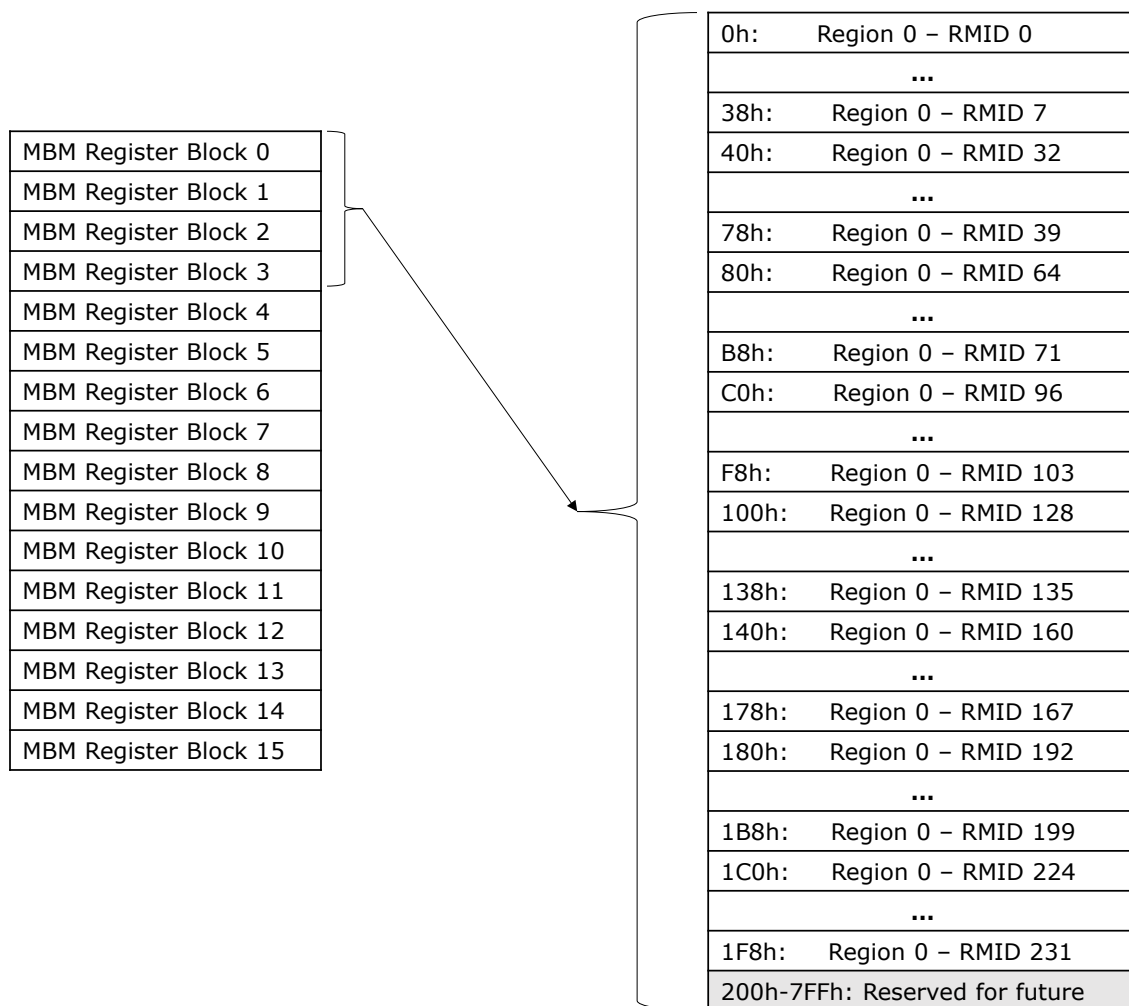 MBM Register Block 0
MBM Register Block 1
MBM Register Block 2
MBM Register Block 3
MBM Register Block 4
MBM Register Block 5
MBM Register Block 6
MBM Register Block 7
MBM Register Block 8
MBM Register Block 9
MBM Register Block 10
MBM Register Block 11
MBM Register Block 12
MBM Register Block 13
MBM Register Block 14
MBM Register Block 15
0h: Region 0 – RMID 0
...
38h: Region 0 – RMID 7
40h: Region 0 – RMID 32
...
78h: Region 0 – RMID 39
80h: Region 0 – RMID 64
...
B8h: Region 0 – RMID 71
C0h: Region 0 – RMID 96
...
F8h: Region 0 – RMID 103
100h: Region 0 – RMID 128
...
138h: Region 0 – RMID 135
140h: Region 0 – RMID 160
...
178h: Region 0 – RMID 167
180h: Region 0 – RMID 192
...
1B8h: Region 0 – RMID 199
1C0h: Region 0 – RMID 224
...
1F8h: Region 0 – RMID 231
200h-7FFh: Reserved for future